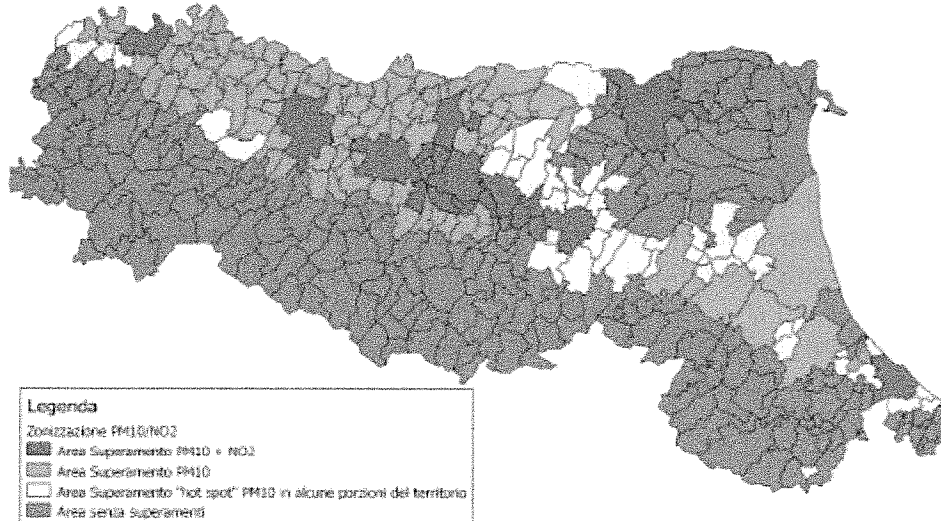 Legenda
Zonizzazione PM10/NO2
Area Superamento PM10 + NO2
Area Superamento PM10
Area Superamento "hot spot" PM10 in alcune porzioni del territorio
Area senza superamenti